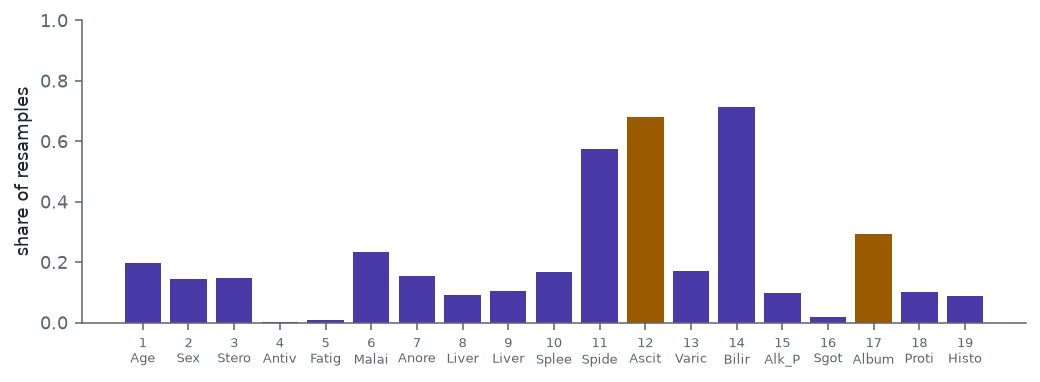 share of resamples
1.0
0.8
0.6
0.4
0.2
0.0
1 2 3 4 5 6 7 8 9 10 11 12 13 14 15 16 17 18 19
Age Sex Stero Antiv Fatig Malai Anore Liver Liver Splee Spide Ascit Varic Bilir Alk_P Sgot Album Proti Histo